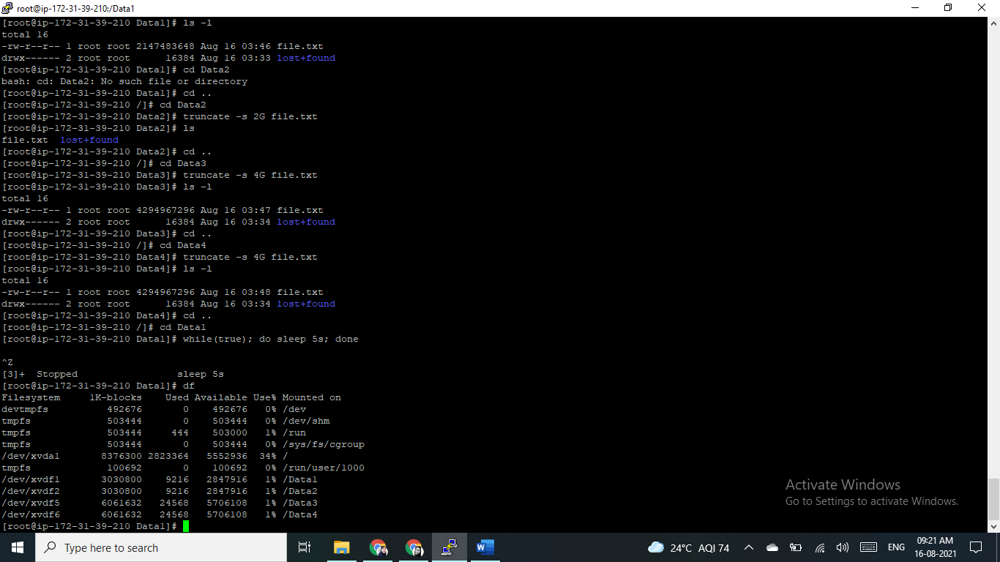 root@ip-172-31-39-210:/Data1
[root@ip-172-31-39-210 Data1]# ls -l
total 16
-rw-r--r-- 1 root root 2147483648 Aug 16 03:46 file.txt
drwx------ 2 root root      16384 Aug 16 03:33 lost+found
[root@ip-172-31-39-210 Data1]# cd Data2
bash: cd: Data2: No such file or directory
[root@ip-172-31-39-210 Data1]# cd ..
[root@ip-172-31-39-210 /]# cd Data2
[root@ip-172-31-39-210 Data2]# truncate -s 2G file.txt
[root@ip-172-31-39-210 Data2]# ls
file.txt  lost+found
[root@ip-172-31-39-210 Data2]# cd ..
[root@ip-172-31-39-210 /]# cd Data3
[root@ip-172-31-39-210 Data3]# truncate -s 4G file.txt
[root@ip-172-31-39-210 Data3]# ls -l
total 16
-rw-r--r-- 1 root root 4294967296 Aug 16 03:47 file.txt
drwx------ 2 root root      16384 Aug 16 03:34 lost+found
[root@ip-172-31-39-210 Data3]# cd ..
[root@ip-172-31-39-210 /]# cd Data4
[root@ip-172-31-39-210 Data4]# truncate -s 4G file.txt
[root@ip-172-31-39-210 Data4]# ls -l
total 16
-rw-r--r-- 1 root root 4294967296 Aug 16 03:48 file.txt
drwx------ 2 root root      16384 Aug 16 03:34 lost+found
[root@ip-172-31-39-210 Data4]# cd ..
[root@ip-172-31-39-210 /]# cd Data1
[root@ip-172-31-39-210 Data1]# while(true); do sleep 5s; done
^Z
[3]+  Stopped                 sleep 5s
[root@ip-172-31-39-210 Data1]# df
Filesystem     1K-blocks    Used Available Use% Mounted on
devtmpfs          492676       0    492676   0% /dev
tmpfs             503444       0    503444   0% /dev/shm
tmpfs             503444     444    503000   1% /run
tmpfs             503444       0    503444   0% /sys/fs/cgroup
/dev/xvda1       8376300 2823364   5552936  34% /
tmpfs             100692       0    100692   0% /run/user/1000
/dev/xvdf1       3030800    9216   2847916   1% /Data1
/dev/xvdf2       3030800    9216   2847916   1% /Data2
/dev/xvdf5       6061632   24568   5706108   1% /Data3
/dev/xvdf6       6061632   24568   5706108   1% /Data4
[root@ip-172-31-39-210 Data1]#
Activate Windows
Go to Settings to activate Windows.
Type here to search
24°C AQI 74
ENG
09:21 AM
16-08-2021